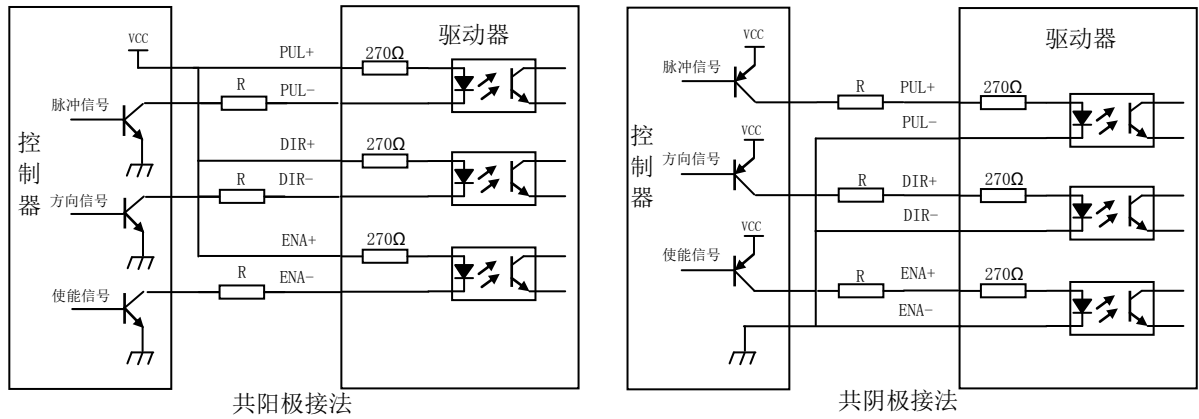 驱动器
VCC
PUL+
270Ω
R
PUL-
脉冲信号
控制器
DIR+
270Ω
R
DIR-
方向信号
ENA+
270Ω
R
ENA-
使能信号
共阳极接法
驱动器
VCC
脉冲信号
R
PUL+
270Ω
PUL-
控制器
VCC
方向信号
R
DIR+
270Ω
DIR-
VCC
使能信号
R
ENA+
270Ω
ENA-
共阴极接法